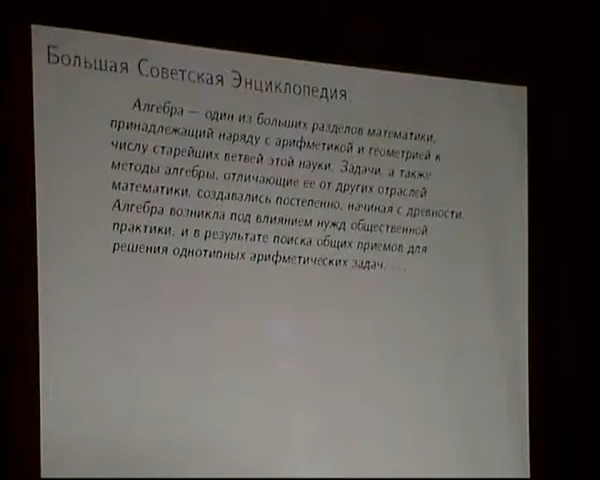 Большая Советская Энциклопедия:
Алгебра — один из больших разделов математики,
принадлежащий наряду с арифметикой и геометрией к
числу старейших ветвей этой науки. Задачи, а также
методы алгебры, отличающие ее от других отраслей
математики, создавались постепенно, начиная с древности.
Алгебра возникла под влиянием нужд общественной
практики, и в результате поиска общих приемов для
решения однотипных арифметических задач. ...